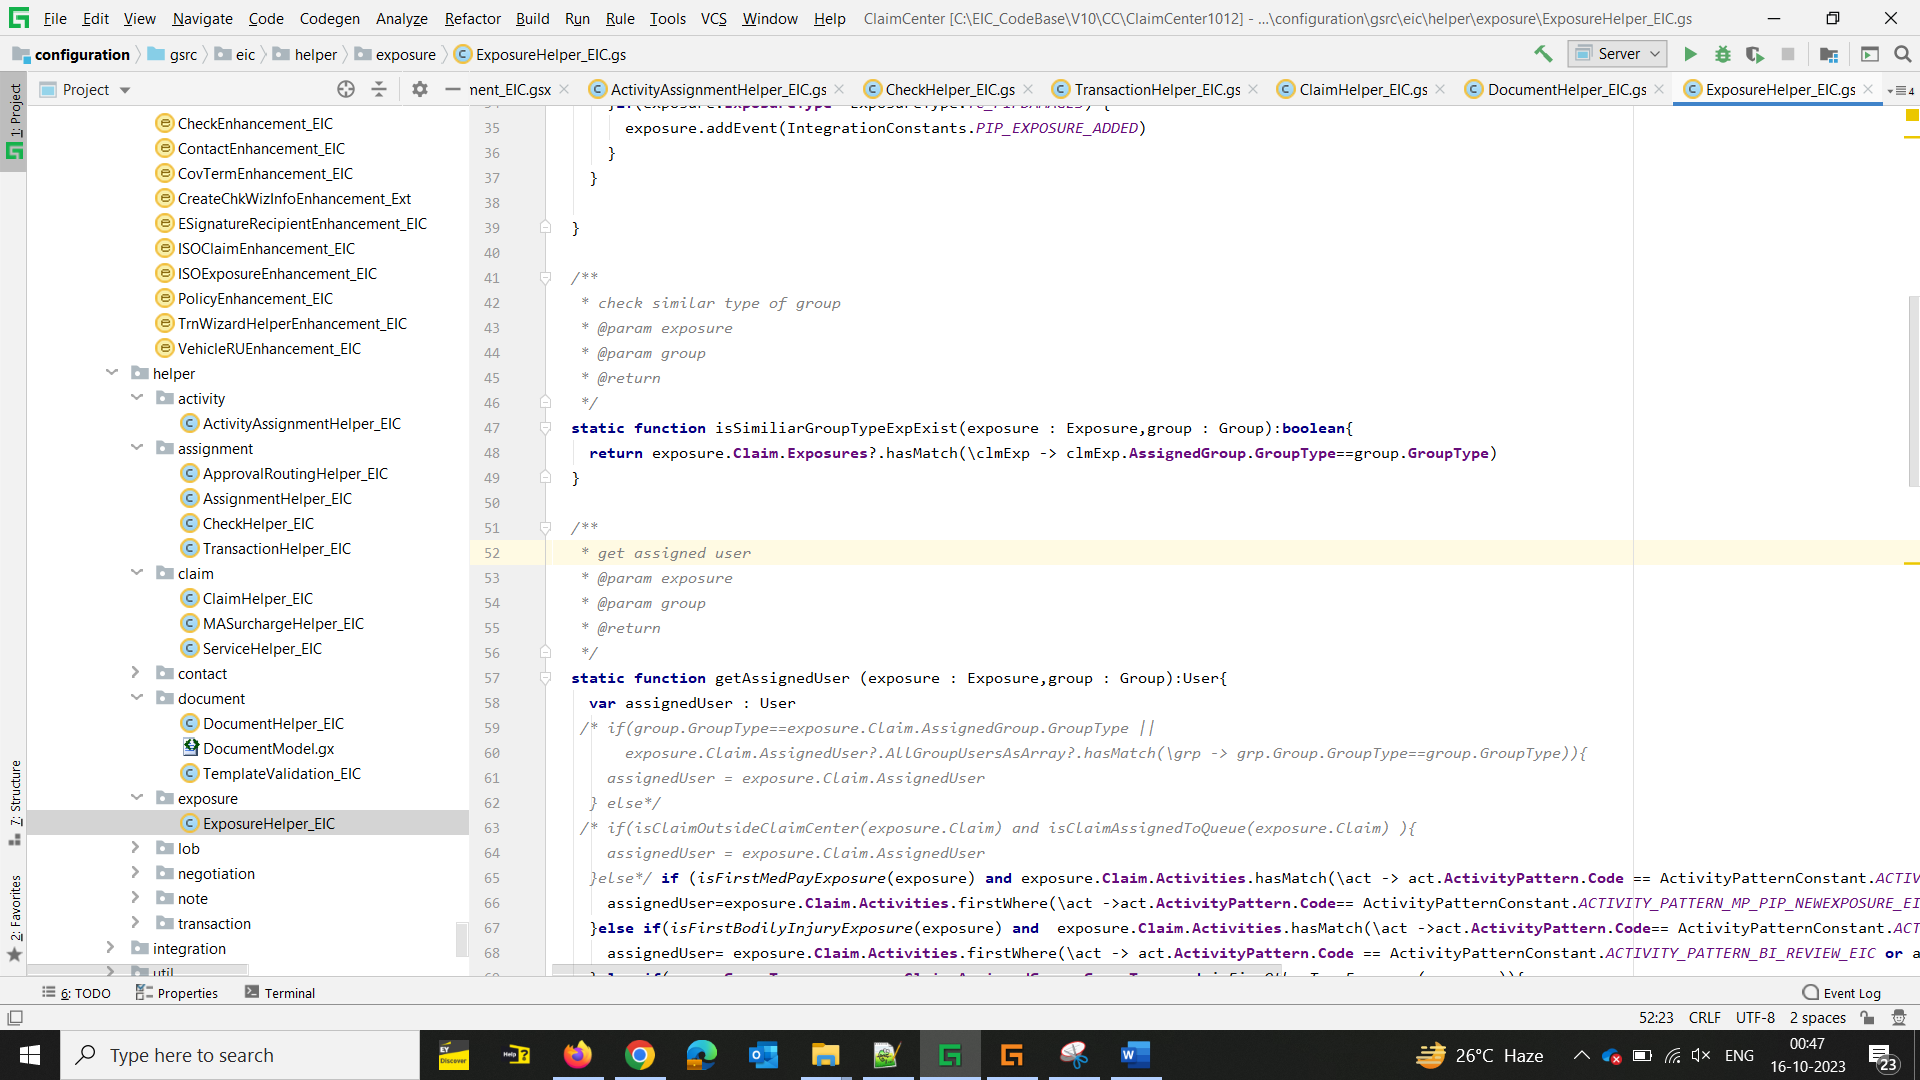 File Edit View Navigate Code Codegen Analyze Refactor Build Run Rule Tools VCS Window Help ClaimCenter [C:\EIC_CodeBase\V10\CC\ClaimCenter1012] - ...\configuration\gsrc\eic\helper\exposure\ExposureHelper_EIC.gs
configuration gsrc eic helper exposure ExposureHelper_EIC.gs Server
Project ment_EIC.gsx ActivityAssignmentHelper_EIC.gs CheckHelper_EIC.gs TransactionHelper_EIC.gs ClaimHelper_EIC.gs DocumentHelper_EIC.gs ExposureHelper_EIC.gs 4
1: Project
7: Structure
2: Favorites
CheckEnhancement_EIC
ContactEnhancement_EIC
CovTermEnhancement_EIC
CreateChkWizInfoEnhancement_Ext
ESignatureRecipientEnhancement_EIC
ISOClaimEnhancement_EIC
ISOExposureEnhancement_EIC
PolicyEnhancement_EIC
TrnWizardHelperEnhancement_EIC
VehicleRUEnhancement_EIC
helper
activity
ActivityAssignmentHelper_EIC
assignment
ApprovalRoutingHelper_EIC
AssignmentHelper_EIC
CheckHelper_EIC
TransactionHelper_EIC
claim
ClaimHelper_EIC
MASurchargeHelper_EIC
ServiceHelper_EIC
contact
document
DocumentHelper_EIC
DocumentModel.gx
TemplateValidation_EIC
exposure
ExposureHelper_EIC
lob
negotiation
note
transaction
integration
util
35 exposure.addEvent(IntegrationConstants.PIP_EXPOSURE_ADDED)
36 }
37 }
38
39 }
40
41 /**
42 * check similar type of group
43 * @param exposure
44 * @param group
45 * @return
46 */
47 static function isSimiliarGroupTypeExpExist(exposure : Exposure,group : Group):boolean{
48 return exposure.Claim.Exposures?.hasMatch(\clmExp -> clmExp.AssignedGroup.GroupType==group.GroupType)
49 }
50
51 /**
52 * get assigned user
53 * @param exposure
54 * @param group
55 * @return
56 */
57 static function getAssignedUser (exposure : Exposure,group : Group):User{
58 var assignedUser : User
59 /* if(group.GroupType==exposure.Claim.AssignedGroup.GroupType ||
60 exposure.Claim.AssignedUser?.AllGroupUsersAsArray?.hasMatch(\grp -> grp.Group.GroupType==group.GroupType)){
61 assignedUser = exposure.Claim.AssignedUser
62 } else*/
63 /* if(isClaimOutsideClaimCenter(exposure.Claim) and isClaimAssignedToQueue(exposure.Claim) ){
64 assignedUser = exposure.Claim.AssignedUser
65 }else*/ if (isFirstMedPayExposure(exposure) and exposure.Claim.Activities.hasMatch(\act -> act.ActivityPattern.Code == ActivityPatternConstant.ACTIV
66 assignedUser=exposure.Claim.Activities.firstWhere(\act ->act.ActivityPattern.Code== ActivityPatternConstant.ACTIVITY_PATTERN_MP_PIP_NEWEXPOSURE_EI
67 }else if(isFirstBodilyInjuryExposure(exposure) and exposure.Claim.Activities.hasMatch(\act ->act.ActivityPattern.Code== ActivityPatternConstant.ACT
68 assignedUser= exposure.Claim.Activities.firstWhere(\act -> act.ActivityPattern.Code == ActivityPatternConstant.ACTIVITY_PATTERN_BI_REVIEW_EIC or a
6: TODO Properties Terminal Event Log
52:23 CRLF UTF-8 2 spaces
Type here to search
EY Discover Help? 26°C Haze ENG 00:47 16-10-2023 23